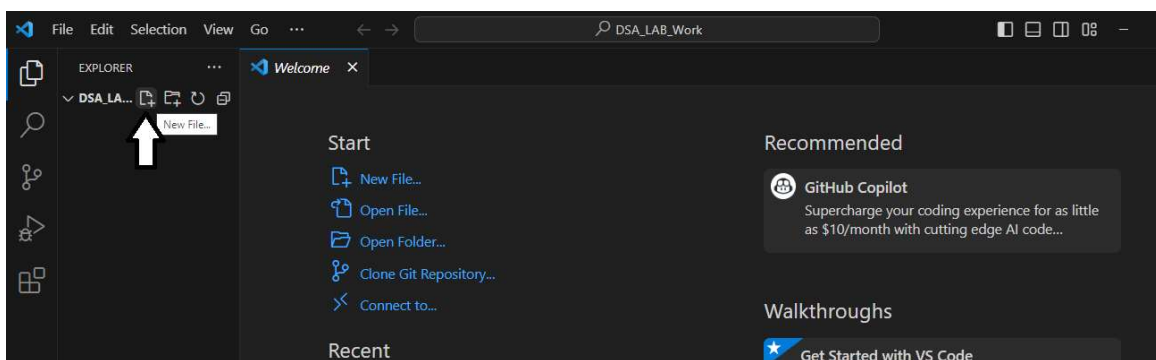 File Edit Selection View Go ... DSA_LAB_Work
EXPLORER ...
Welcome
DSA_LA...
New File...
Start
New File...
Open File...
Open Folder...
Clone Git Repository...
Connect to...
Recent
Recommended
GitHub Copilot
Supercharge your coding experience for as little
as $10/month with cutting edge AI code...
Walkthroughs
Get Started with VS Code